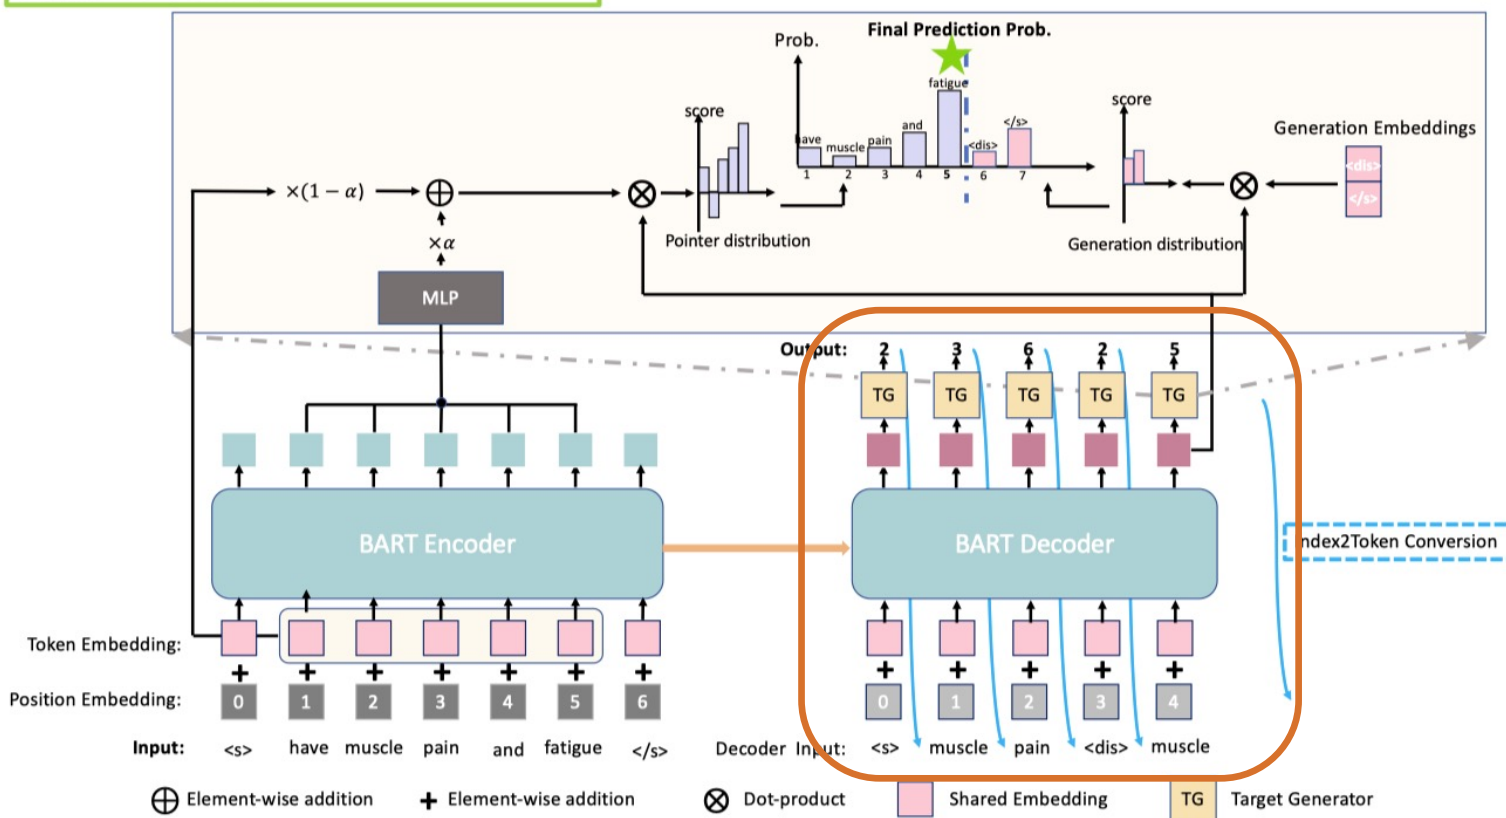 Final Prediction Prob.
Prob.
fatigue
score
and
have
muscle
pain
<dis>
</s>
1 2 3 4 5 6 7
score
Generation Embeddings
<dis>
</s>
×(1 − α)
×α
Pointer distribution
Generation distribution
MLP
Output: 2 3 6 2 5
TG TG TG TG TG
BART Encoder
BART Decoder
Index2Token Conversion
Token Embedding:
+ + + + + + + + + + + +
Position Embedding: 0 1 2 3 4 5 6 0 1 2 3 4
Input: <s> have muscle pain and fatigue </s> Decoder Input: <s> muscle pain <dis> muscle
Element-wise addition + Element-wise addition Dot-product Shared Embedding TG Target Generator